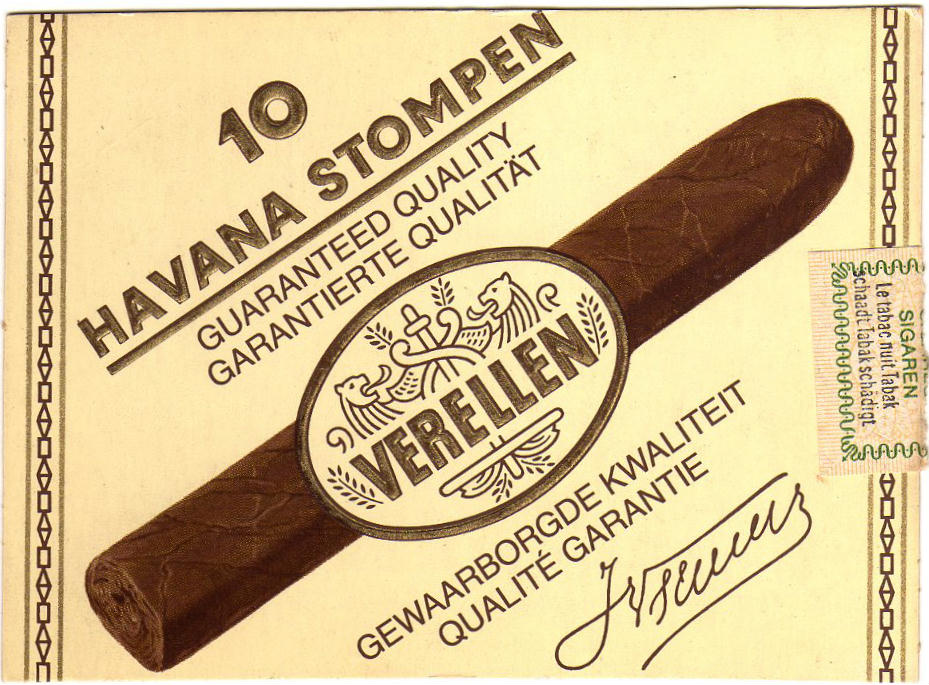 10
HAVANA STOMPEN
GUARANTEED QUALITY
GARANTIERTE QUALITÄT
VERELLEN
GEWAARBORGDE KWALITEIT
QUALITÉ GARANTIE
SIGAREN
Le tabac nuit.Tabak
schaadt.Tabak schädigt